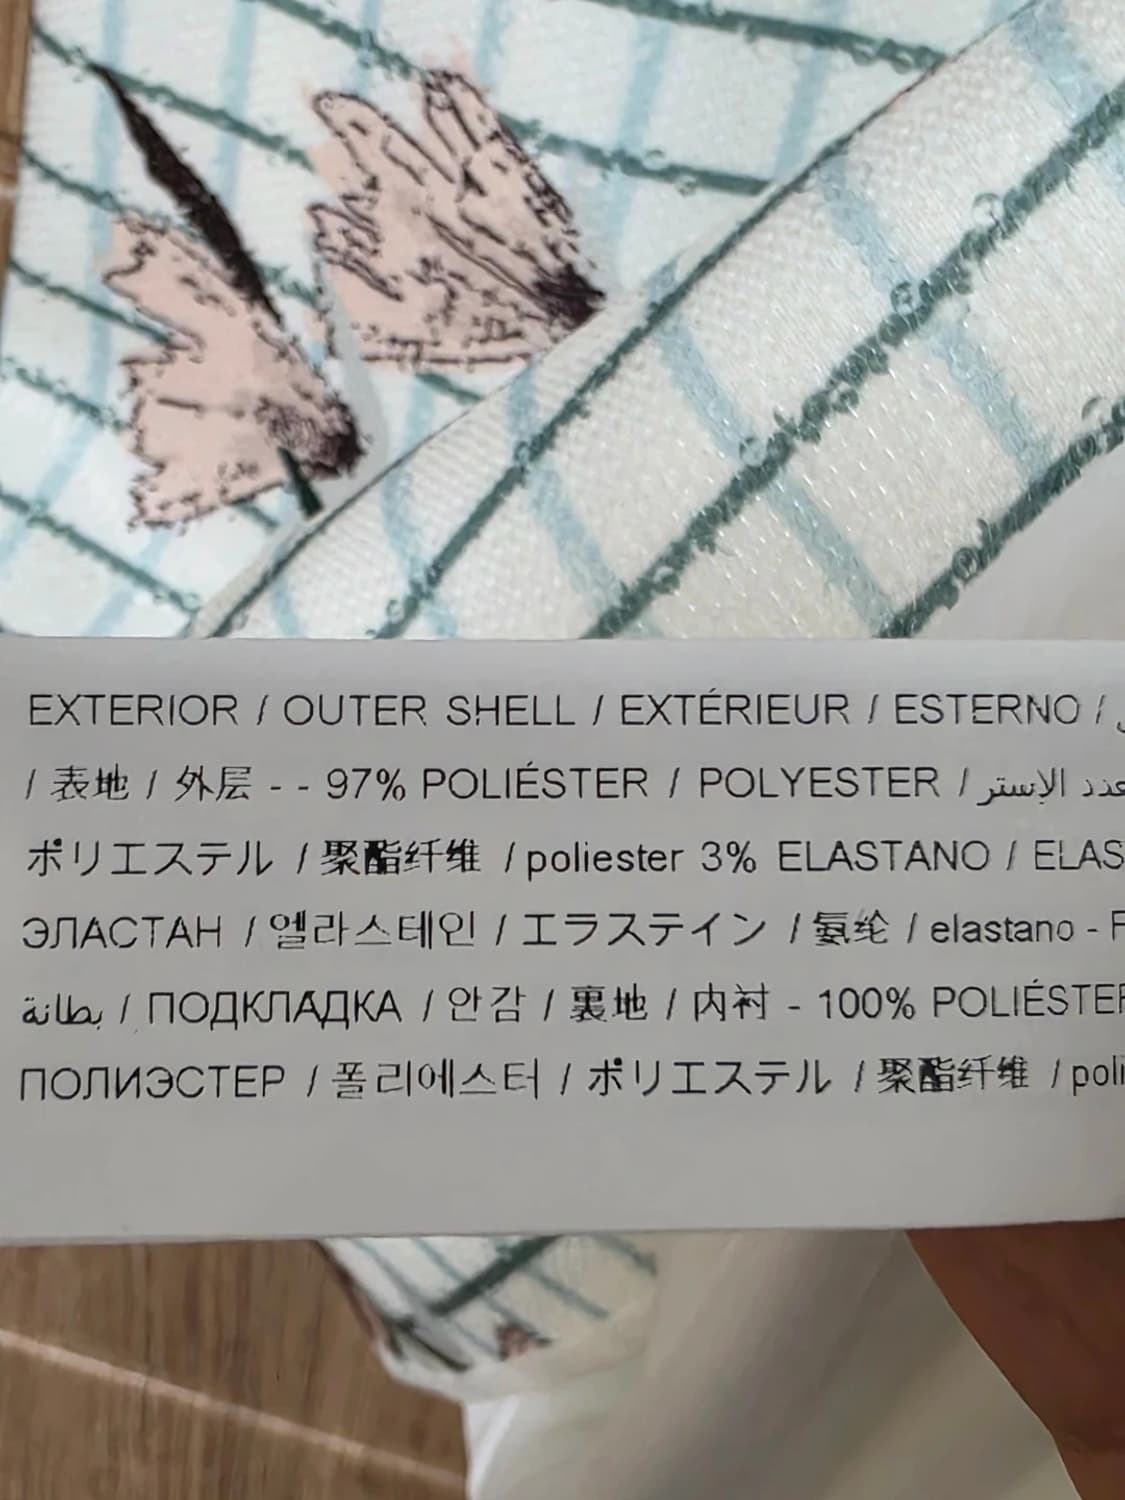 EXTERIOR / OUTER SHELL / EXTÉRIEUR / ESTERNO /
/ 表地 / 外层 - - 97% POLIÉSTER / POLYESTER / عدد الإستر
ポリエステル / 聚酯纤维 / poliester 3% ELASTANO / ELAS
ЭЛАСТАН / 엘라스테인 / エラステイン / 氨纶 / elastano - F
بطانة / ПОДКЛАДКА / 안감 / 裏地 / 内衬 - 100% POLIÉSTER
ПОЛИЭСТЕР / 폴리에스터 / ポリエステル / 聚酯纤维 / poli